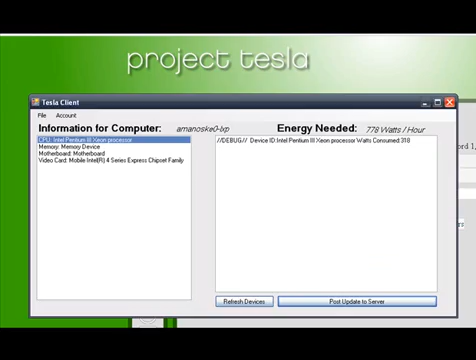 project tesla
Tesla Client
File Account
Information for Computer: amanoske0-lxp
Energy Needed: 778 Watts / Hour
CPU: Intel Pentium III Xeon processor
Memory: Memory Device
Motherboard: Motherboard
Video Card: Mobile Intel(R) 4 Series Express Chipset Family
//DEBUG// Device ID:Intel Pentium III Xeon processor Watts Consumed:318
Refresh Devices
Post Update to Server